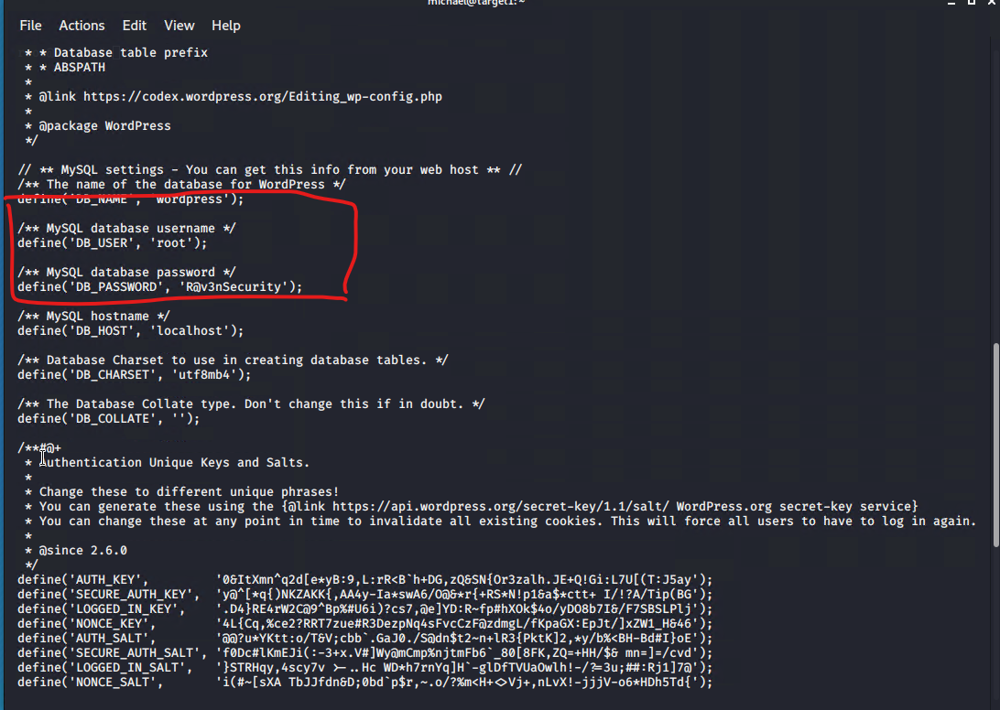 michael@target1:~
File Actions Edit View Help
* * Database table prefix
* * ABSPATH
*
* @link https://codex.wordpress.org/Editing_wp-config.php
*
* @package WordPress
*/
// ** MySQL settings - You can get this info from your web host ** //
/** The name of the database for WordPress */
define('DB_NAME', 'wordpress');
/** MySQL database username */
define('DB_USER', 'root');
/** MySQL database password */
define('DB_PASSWORD', 'R@v3nSecurity');
/** MySQL hostname */
define('DB_HOST', 'localhost');
/** Database Charset to use in creating database tables. */
define('DB_CHARSET', 'utf8mb4');
/** The Database Collate type. Don't change this if in doubt. */
define('DB_COLLATE', '');
/**#@+
* Authentication Unique Keys and Salts.
*
* Change these to different unique phrases!
* You can generate these using the {@link https://api.wordpress.org/secret-key/1.1/salt/ WordPress.org secret-key service}
* You can change these at any point in time to invalidate all existing cookies. This will force all users to have to log in again.
*
* @since 2.6.0
*/
define('AUTH_KEY', '0&ItXmn^q2d[e*yB:9,L:rR<B`h+DG,zQ&SN{Or3zalh.JE+Q!Gi:L7U[(T:J5ay');
define('SECURE_AUTH_KEY', 'y@^[*q{)NKZAKK{,AA4y-Ia*swA6/O@&*r{+RS*N!p1&a$*ctt+ I/!?A/Tip(BG');
define('LOGGED_IN_KEY', '.D4}RE4rW2C@9^Bp%#U6i)?cs7,@e]YD:R~fp#hXOk$4o/yDO8b7I&/F7SBSLPlj');
define('NONCE_KEY', '4L{Cq,%ce2?RRT7zue#R3DezpNq4sFvcCzF@zdmgL/fKpaGX:EpJt/]xZW1_H&46');
define('AUTH_SALT', '@@?u*YKtt:o/T&V;cbb`.GaJ0./S@dn$t2~n+lR3{PktK]2,*y/b%<BH-Bd#I}oE');
define('SECURE_AUTH_SALT', 'f0Dc#lKmEJi(:-3+x.V#]Wy@mCmp%njtmFb6`_80[8FK,ZQ=+HH/$& mn=]=/cvd');
define('LOGGED_IN_SALT', '}STRHqy,4scy7v >-..Hc WD*h7rnYq]H`-glDfTVUaOwlh!-/?=3u;##:Rj1]7@');
define('NONCE_SALT', 'i(#~[sXA TbJJfdn&D;0bd`p$r,~.o/?%m<H+<>Vj+,nLvX!-jjjV-o6*HDh5Td{');